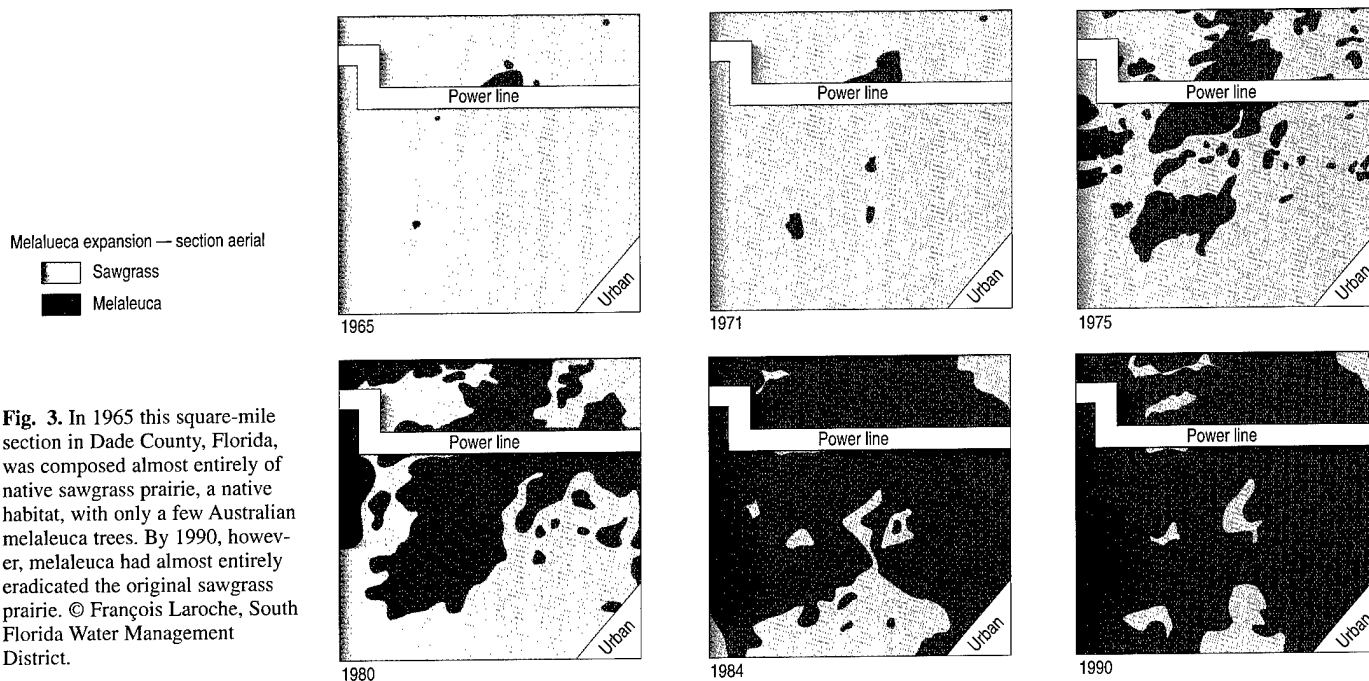 Melalueca expansion — section aerial
Sawgrass
Melaleuca
Fig. 3. In 1965 this square-mile
section in Dade County, Florida,
was composed almost entirely of
native sawgrass prairie, a native
habitat, with only a few Australian
melaleuca trees. By 1990, howev-
er, melaleuca had almost entirely
eradicated the original sawgrass
prairie. © François Laroche, South
Florida Water Management
District.
Power line
Urban
1965
Power line
Urban
1971
Power line
Urban
1975
Power line
Urban
1980
Power line
Urban
1984
Power line
Urban
1990